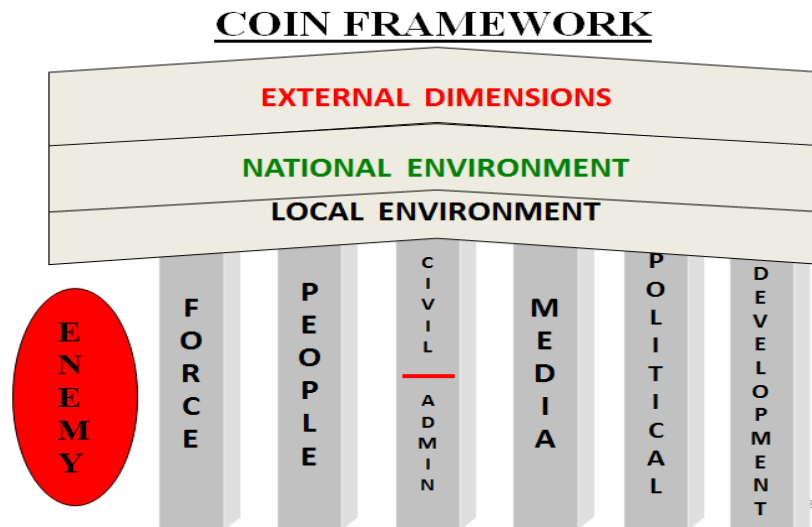 COIN FRAMEWORK
EXTERNAL DIMENSIONS
NATIONAL ENVIRONMENT
LOCAL ENVIRONMENT
ENEMY
FORCE
PEOPLE
CIVIL
ADMIN
MEDIA
POLITICAL
DEVELOPMENT